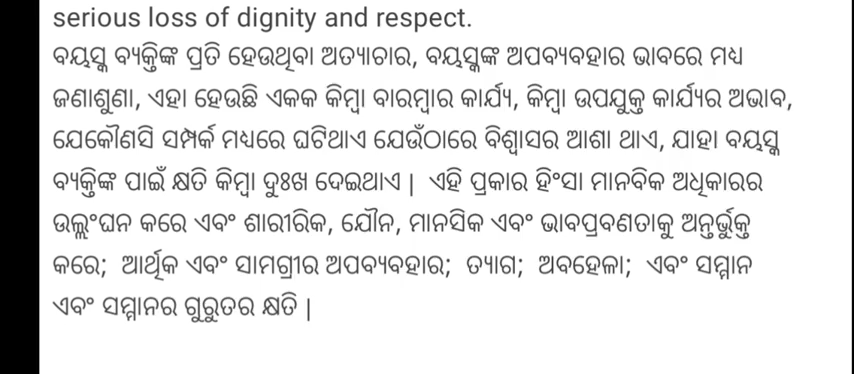 serious loss of dignity and respect.
ବୟସ୍କ ବ୍ୟକ୍ତିଙ୍କ ପ୍ରତି ହେଉଥିବା ଅତ୍ୟାଚାର, ବୟସ୍କଙ୍କ ଅପବ୍ୟବହାର ଭାବରେ ମଧ୍ୟ
ଜଣାଶୁଣା, ଏହା ହେଉଛି ଏକକ କିମ୍ବା ବାରମ୍ବାର କାର୍ଯ୍ୟ, କିମ୍ବା ଉପଯୁକ୍ତ କାର୍ଯ୍ୟର ଅଭାବ,
ଯେକୌଣସି ସମ୍ପର୍କ ମଧ୍ୟରେ ଘଟିଥାଏ ଯେଉଁଠାରେ ବିଶ୍ୱାସର ଆଶା ଥାଏ, ଯାହା ବୟସ୍କ
ବ୍ୟକ୍ତିଙ୍କ ପାଇଁ କ୍ଷତି କିମ୍ବା ଦୁଃଖ ଦେଇଥାଏ | ଏହି ପ୍ରକାର ହିଂସା ମାନବିକ ଅଧିକାରର
ଉଲ୍ଲଂଘନ କରେ ଏବଂ ଶାରୀରିକ, ଯୌନ, ମାନସିକ ଏବଂ ଭାବପ୍ରବଣତାକୁ ଅନ୍ତର୍ଭୁକ୍ତ
କରେ; ଆର୍ଥିକ ଏବଂ ସାମଗ୍ରୀର ଅପବ୍ୟବହାର; ତ୍ୟାଗ; ଅବହେଳା; ଏବଂ ସମ୍ମାନ
ଏବଂ ସମ୍ମାନର ଗୁରୁତର କ୍ଷତି |